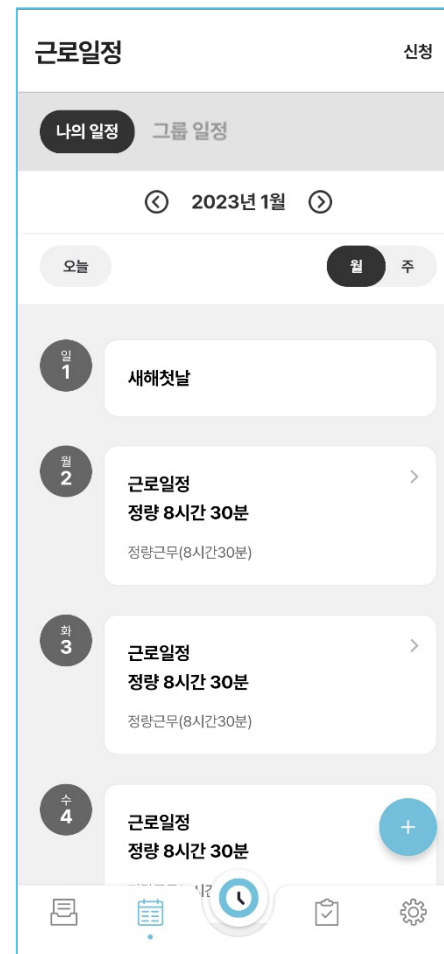 근로일정
신청
나의 일정
그룹 일정
2023년 1월
오늘
월
주
일
1
새해첫날
월
2
근로일정
정량 8시간 30분
정량근무(8시간30분)
화
3
근로일정
정량 8시간 30분
정량근무(8시간30분)
수
4
근로일정
정량 8시간 30분